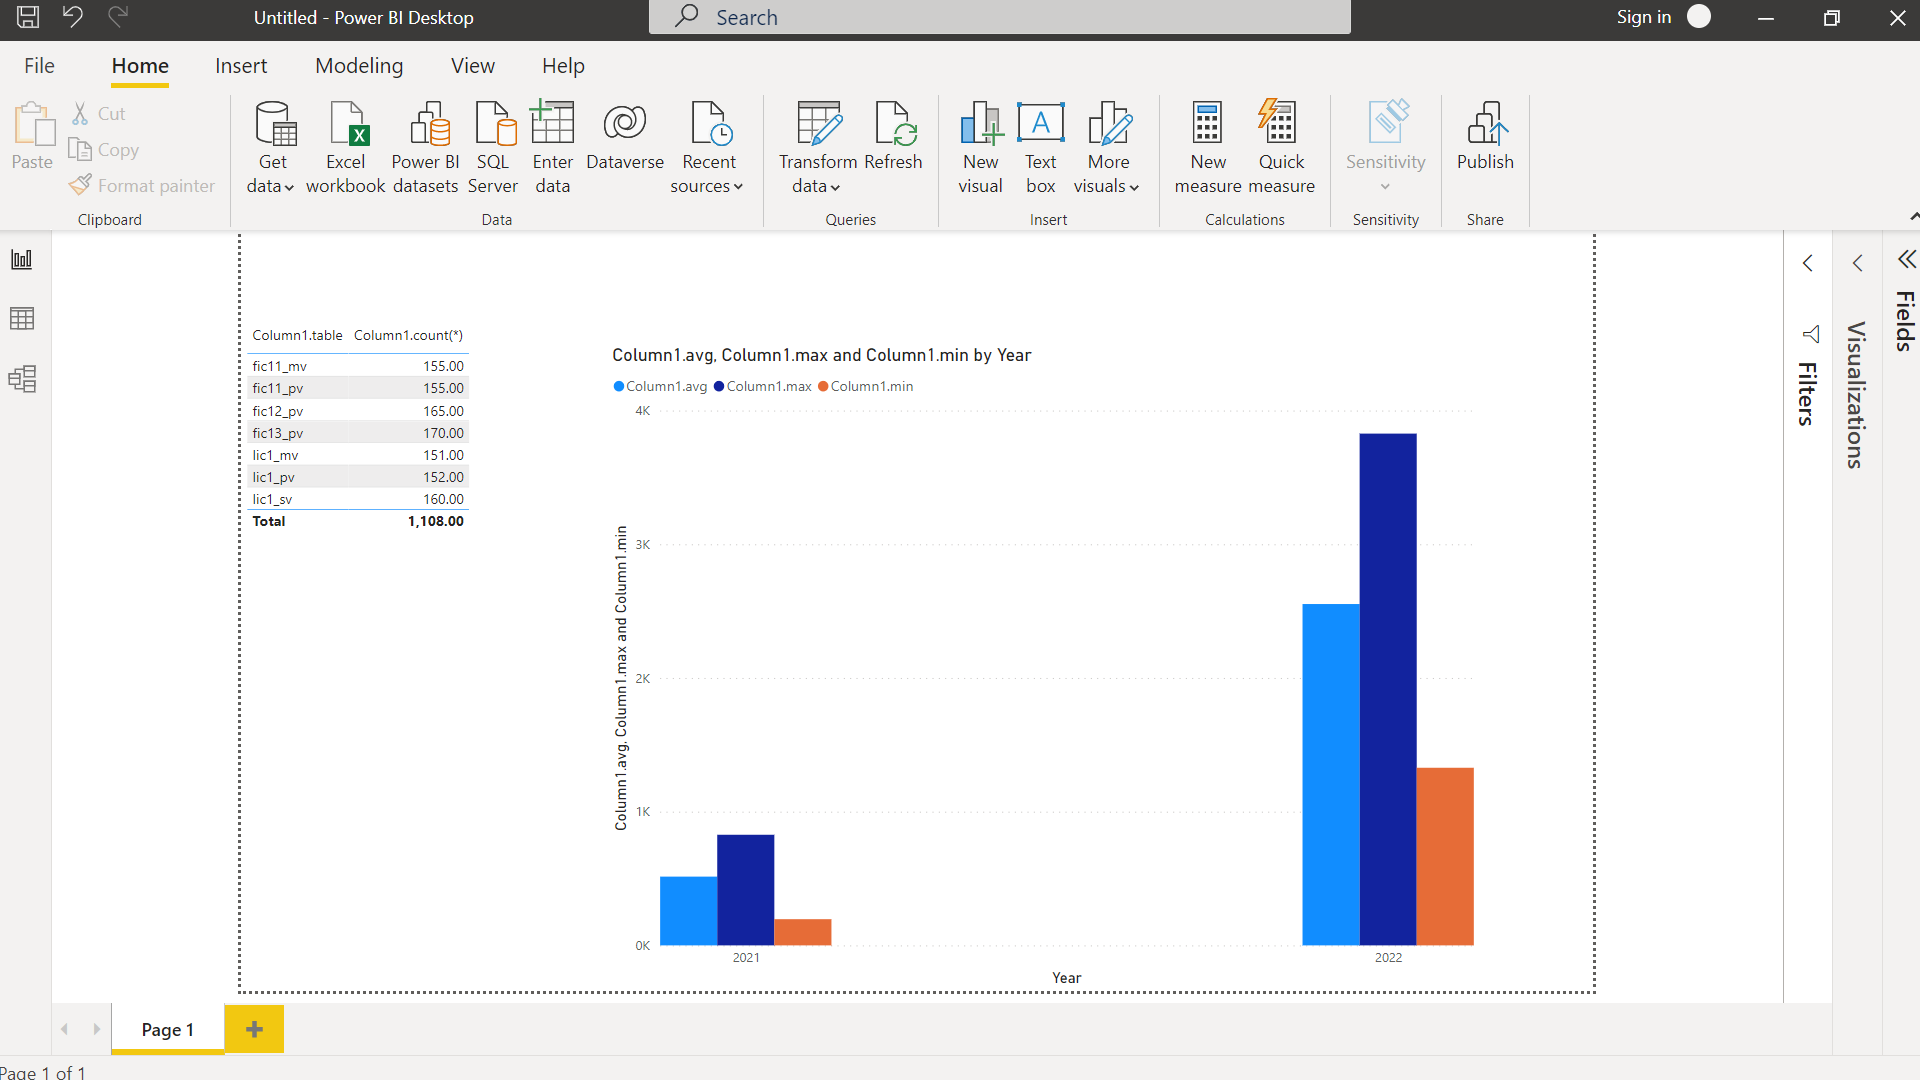 Untitled - Power BI Desktop
Search
Sign in
File Home Insert Modeling View Help
Paste
Cut
Copy
Format painter
Clipboard
Get data
Excel workbook
Power BI datasets
SQL Server
Enter data
Dataverse
Recent sources
Data
Transform data
Refresh
Queries
New visual
Text box
More visuals
Insert
New measure
Quick measure
Calculations
Sensitivity
Sensitivity
Publish
Share
Column1.table Column1.count(*)
fic11_mv 155.00
fic11_pv 155.00
fic12_pv 165.00
fic13_pv 170.00
lic1_mv 151.00
lic1_pv 152.00
lic1_sv 160.00
Total 1,108.00
Column1.avg, Column1.max and Column1.min by Year
Column1.avg Column1.max Column1.min
Column1.avg, Column1.max and Column1.min
4K
3K
2K
1K
0K
2021 2022
Year
Filters
Visualizations
Fields
Page 1
Page 1 of 1